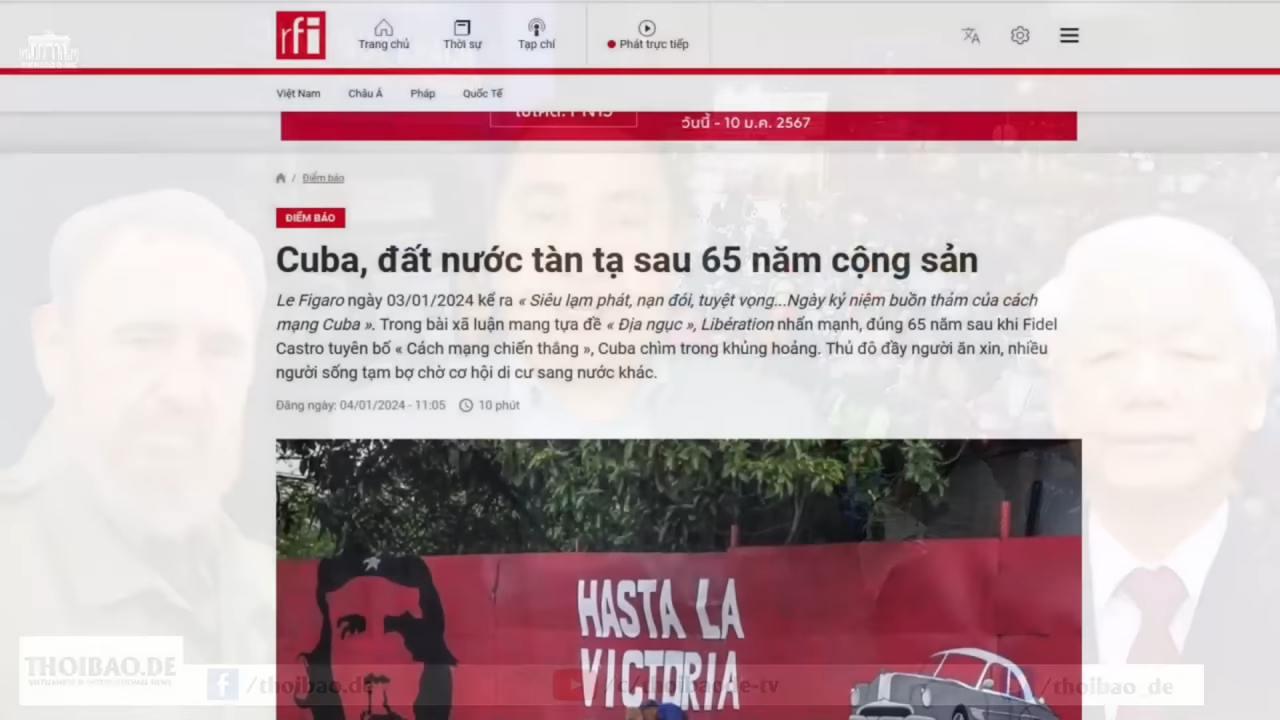 rfi
Trang chủ
Thời sự
Tạp chí
Phát trực tiếp
Việt Nam
Châu Á
Pháp
Quốc Tế
วันนี้ - 10 ม.ค. 2567
/ Điểm báo
ĐIỂM BÁO
Cuba, đất nước tàn tạ sau 65 năm cộng sản
Le Figaro ngày 03/01/2024 kể ra « Siêu lạm phát, nạn đói, tuyệt vọng...Ngày kỷ niệm buồn thảm của cách
mạng Cuba ». Trong bài xã luận mang tựa đề « Địa ngục », Libération nhấn mạnh, đúng 65 năm sau khi Fidel
Castro tuyên bố « Cách mạng chiến thắng », Cuba chìm trong khủng hoảng. Thủ đô đầy người ăn xin, nhiều
người sống tạm bợ chờ cơ hội di cư sang nước khác.
Đăng ngày: 04/01/2024 - 11:05
10 phút
HASTA LA
VICTORIA
THOIBAO.DE
/thoibao.de
/c/thoibaode-tv
/thoibao_de